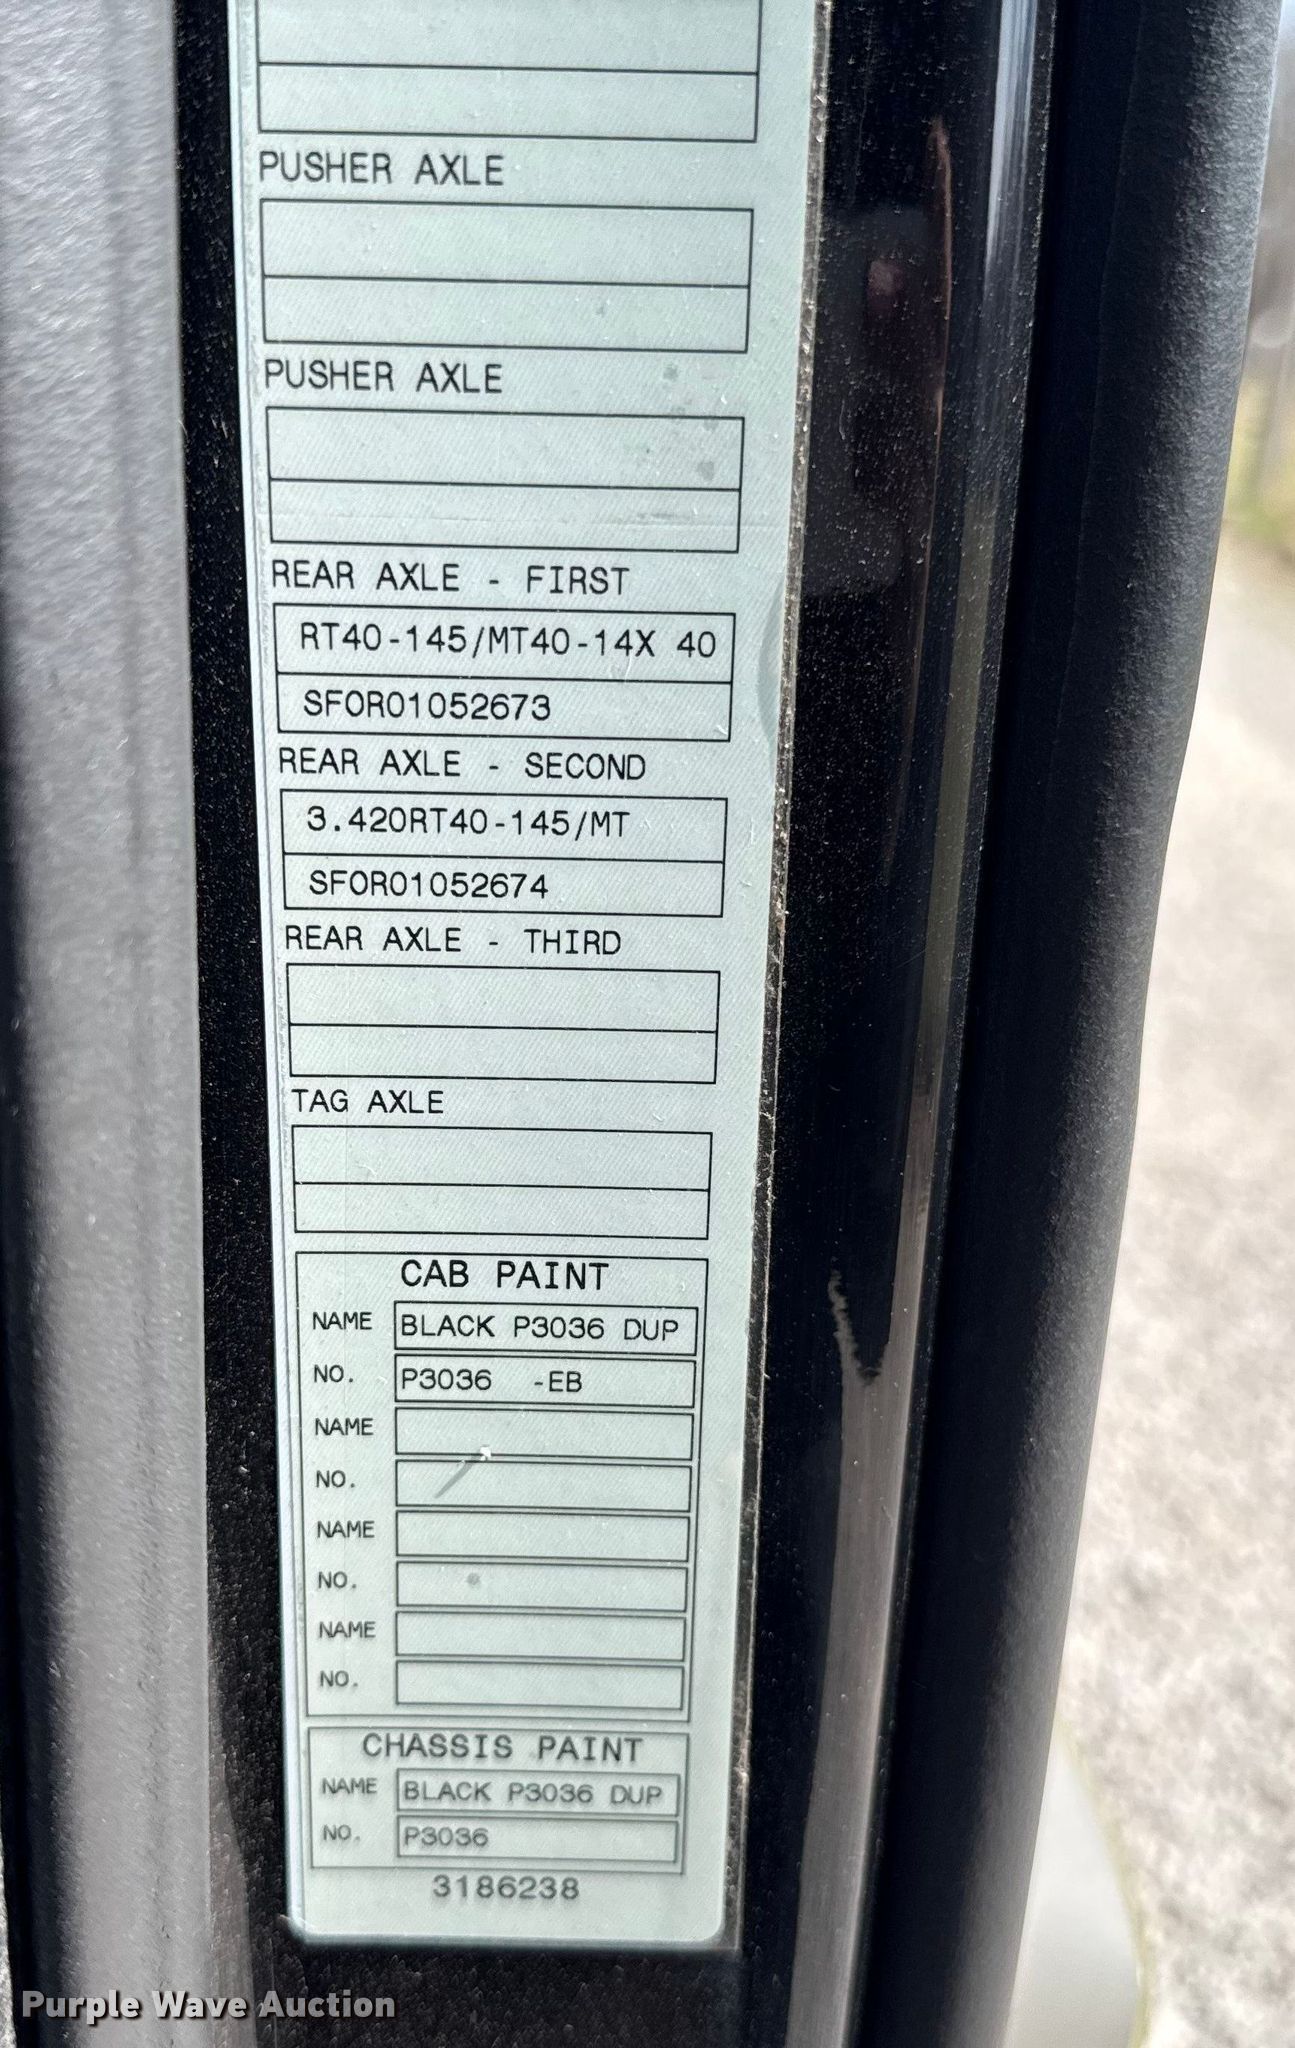 PUSHER AXLE
PUSHER AXLE
REAR AXLE - FIRST
RT40-145/MT40-14X 40
SFOR01052673
REAR AXLE - SECOND
3.420RT40-145/MT
SFOR01052674
REAR AXLE - THIRD
TAG AXLE
CAB PAINT
NAME BLACK P3036 DUP
NO. P3036 -EB
NAME
NO.
NAME
NO.
NAME
NO.
CHASSIS PAINT
NAME BLACK P3036 DUP
NO. P3036
3186238
Purple Wave Auction